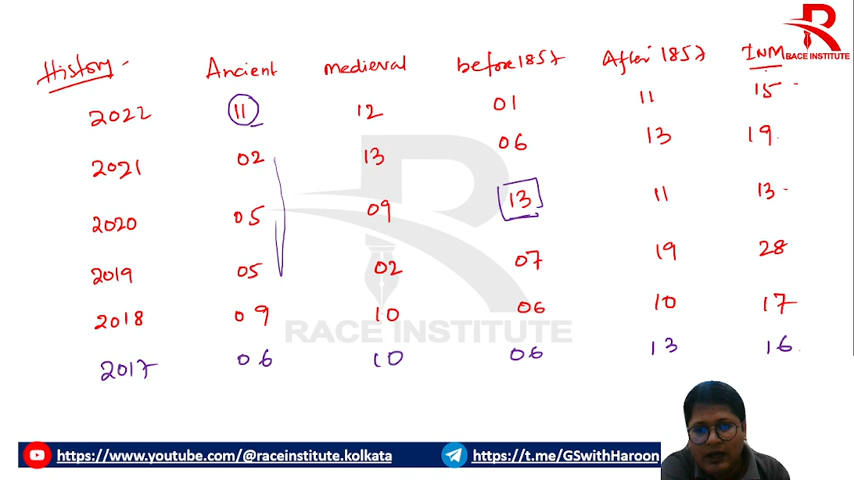 RACE INSTITUTE
History - Ancient medieval before 1857 After 1857 INM
2022 11 12 01 11 15
2021 02 13 06 13 19
2020 05 09 13 11 13
2019 05 02 07 19 28
2018 09 10 06 10 17
RACE INSTITUTE
2017 06 10 06 13 16
https://www.youtube.com/@raceinstitute.kolkata https://t.me/GSwithHaroon